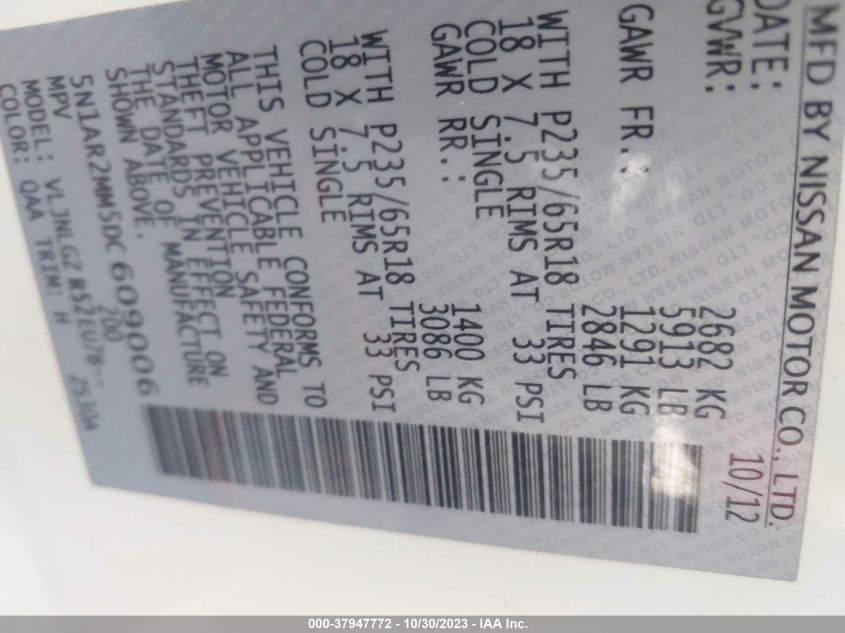 MFD BY NISSAN MOTOR CO., LTD.
DATE: 10/12
GVWR: 2682 KG
5913 LB
GAWR FR.: 1291 KG
2846 LB
WITH P235/65R18 TIRES
18 X 7.5 RIMS AT
COLD SINGLE 33 PSI
GAWR RR.: 1400 KG
3086 LB
WITH P235/65R18 TIRES
18 X 7.5 RIMS AT
COLD SINGLE 33 PSI
THIS VEHICLE CONFORMS TO
ALL APPLICABLE FEDERAL
MOTOR VEHICLE SAFETY AND
THEFT PREVENTION
STANDARDS IN EFFECT ON
THE DATE OF MANUFACTURE
SHOWN ABOVE.
5N1AR2MM5DC609006
MPV 200
MODEL: VLJNLGZ R52EU7B--
COLOR: QAA TRIM: H 2530A
000-37947772 - 10/30/2023 - IAA Inc.